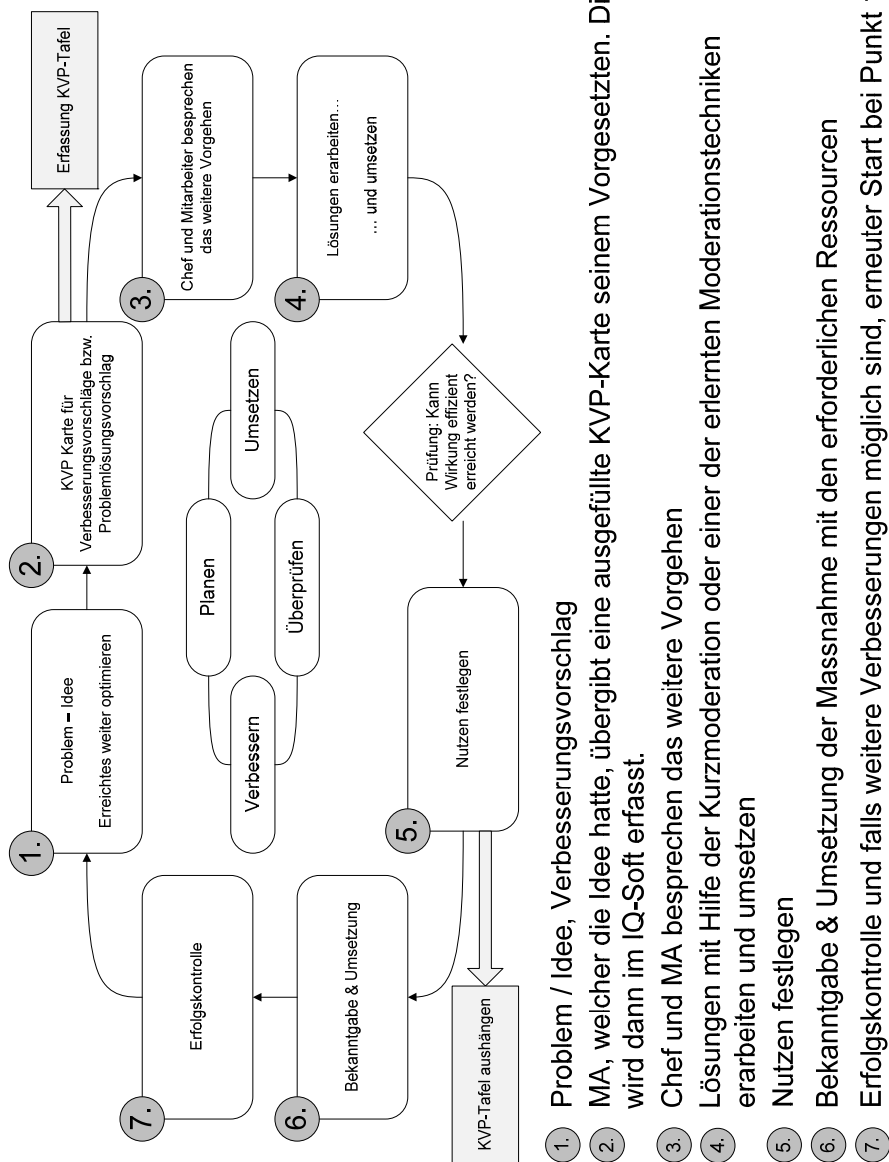 1.
Problem – Idee
Erreichtes weiter optimieren
2.
KVP Karte für
Verbesserungsvorschläge bzw.
Problemlösungsvorschlag
Erfassung KVP-Tafel
3.
Chef und Mitarbeiter besprechen
das weitere Vorgehen
4.
Lösungen erarbeiten…
… und umsetzen
Prüfung: Kann
Wirkung effizient
erreicht werden?
5.
Nutzen festlegen
KVP-Tafel aushängen
6.
Bekanntgabe & Umsetzung
7.
Erfolgskontrolle
Planen
Umsetzen
Überprüfen
Verbessern
1. Problem / Idee, Verbesserungsvorschlag
2. MA, welcher die Idee hatte, übergibt eine ausgefüllte KVP-Karte seinem Vorgesetzten.
wird dann im IQ-Soft erfasst.
3. Chef und MA besprechen das weitere Vorgehen
4. Lösungen mit Hilfe der Kurzmoderation oder einer der erlernten Moderationstechniken
erarbeiten und umsetzen
5. Nutzen festlegen
6. Bekanntgabe & Umsetzung der Massnahme mit den erforderlichen Ressourcen
7. Erfolgskontrolle und falls weitere Verbesserungen möglich sind, erneuter Start bei Punkt